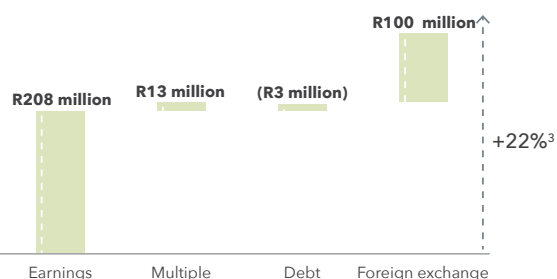 R100 million
R208 million
R13 million
(R3 million)
+22%³
Earnings
Multiple
Debt
Foreign exchange